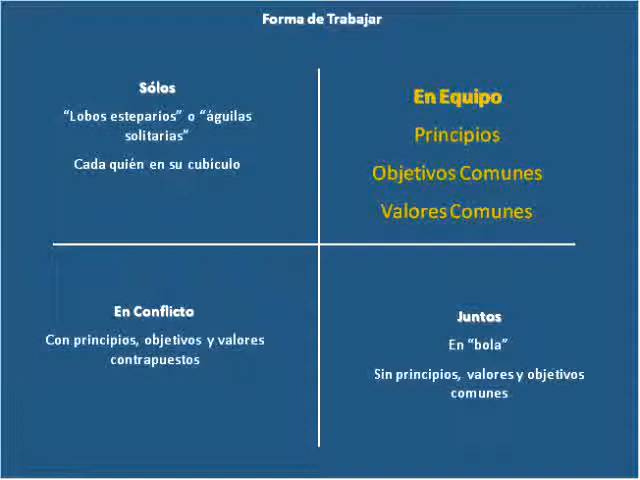 Forma de Trabajar
Sólos
“Lobos esteparios” o “águilas
solitarias”
Cada quién en su cubículo
En Equipo
Principios
Objetivos Comunes
Valores Comunes
En Conflicto
Con principios, objetivos y valores
contrapuestos
Juntos
En “bola”
Sin principios, valores y objetivos
comunes